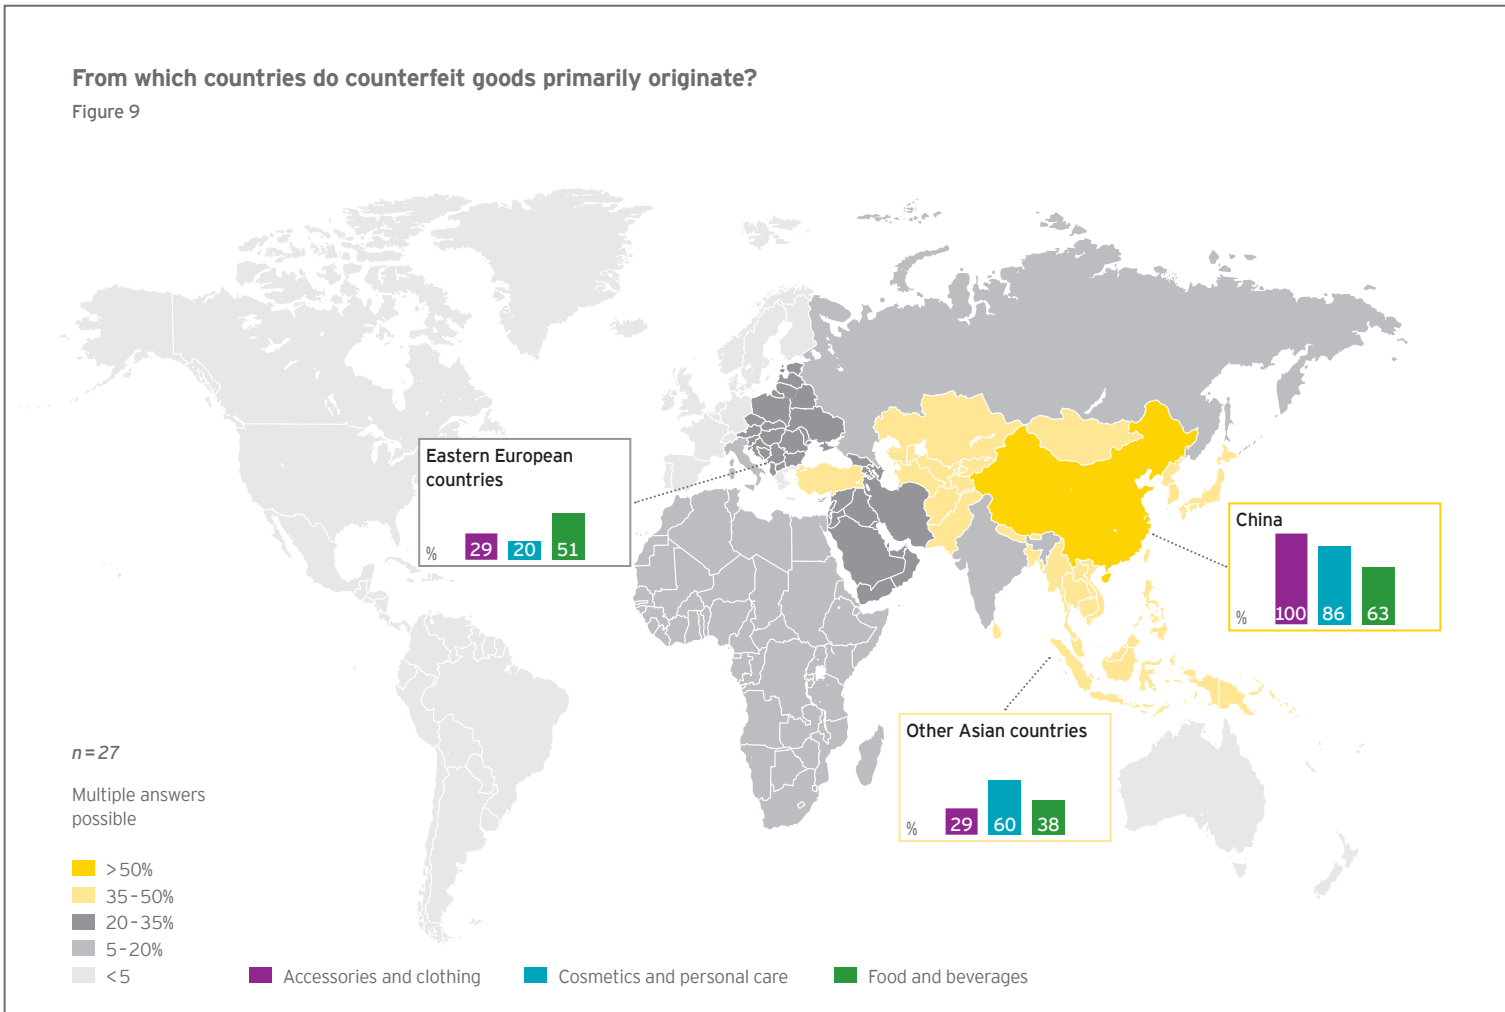 From which countries do counterfeit goods primarily originate?
Figure 9
Eastern European
countries
%
29
20
51
China
%
100
86
63
Other Asian countries
%
29
60
38
n=27
Multiple answers
possible
>50%
35–50%
20–35%
5–20%
<5
Accessories and clothing
Cosmetics and personal care
Food and beverages